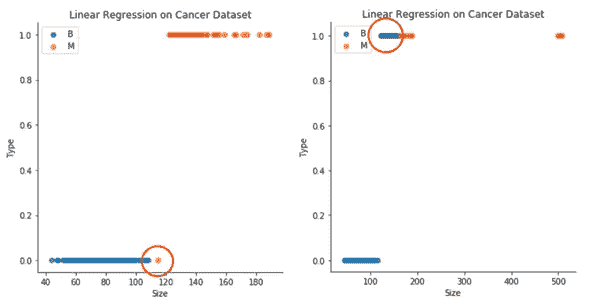 Linear Regression on Cancer Dataset
B
M
1.0
0.8
0.6
0.4
0.2
0.0
Type
40 60 80 100 120 140 160 180
Size
Linear Regression on Cancer Dataset
B
M
1.0
0.8
0.6
0.4
0.2
0.0
Type
100 200 300 400 500
Size